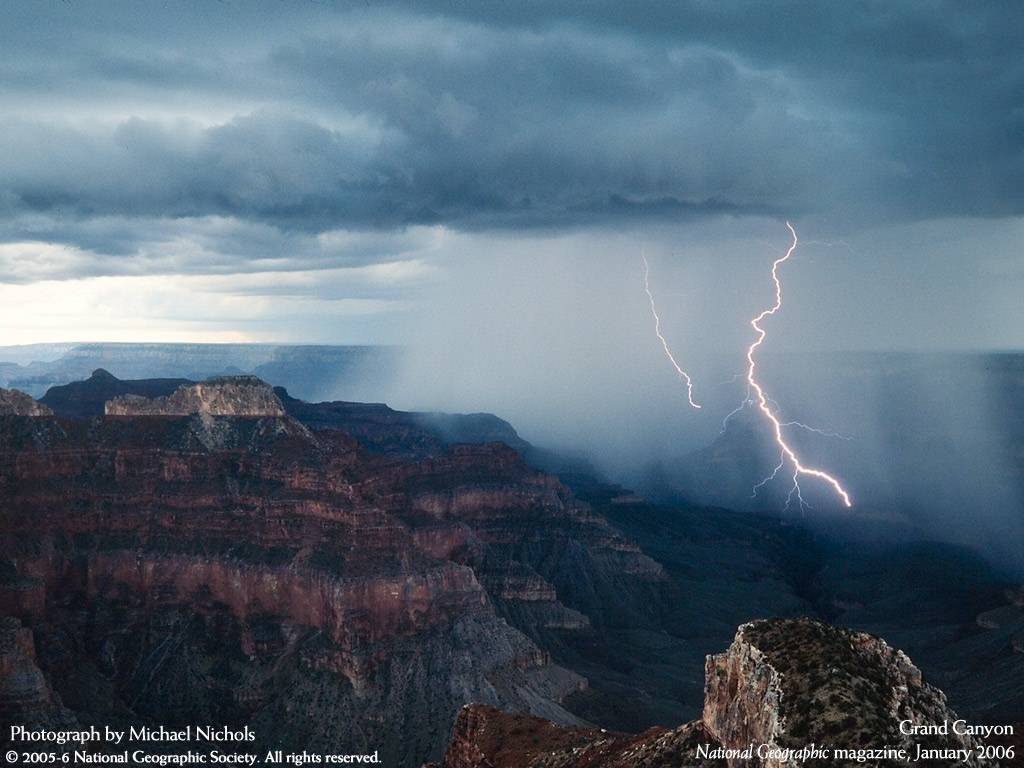 Photograph by Michael Nichols
© 2005-6 National Geographic Society. All rights reserved.
Grand Canyon
National Geographic magazine, January 2006